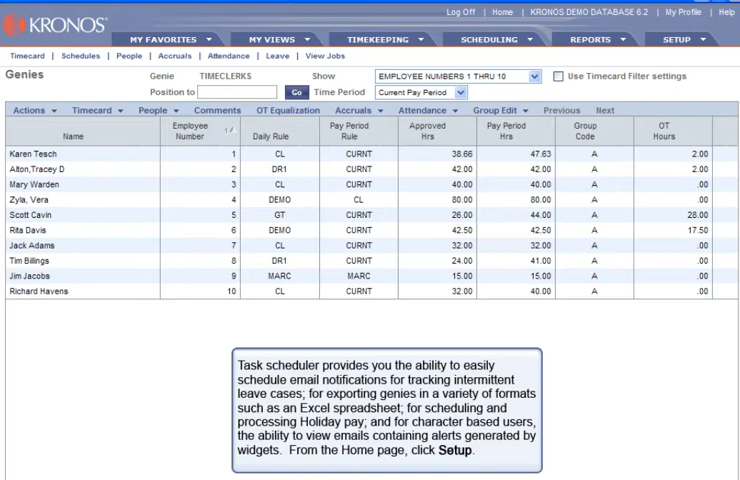 Log Off | Home | KRONOS DEMO DATABASE 6.2 | My Profile | Help
KRONOS
MY FAVORITES MY VIEWS TIMEKEEPING SCHEDULING REPORTS SETUP
Timecard | Schedules | People | Accruals | Attendance | Leave | View Jobs
Genies Genie TIMECLERKS Show EMPLOYEE NUMBERS 1 THRU 10 Use Timecard Filter settings
Position to Go Time Period Current Pay Period
Actions Timecard People Comments OT Equalization Accruals Attendance Group Edit Previous Next
Name Employee Number 1/ Daily Rule Pay Period Rule Approved Hrs Pay Period Hrs Group Code OT Hours
Karen Tesch 1 CL CURNT 38.66 47.63 A 2.00
Alton,Tracey D 2 DR1 CURNT 42.00 42.00 A 2.00
Mary Warden 3 CL CURNT 40.00 40.00 A .00
Zyla, Vera 4 DEMO CL 80.00 80.00 A .00
Scott Cavin 5 GT CURNT 26.00 44.00 A 28.00
Rita Davis 6 DEMO CURNT 42.50 42.50 A 17.50
Jack Adams 7 CL CURNT 32.00 32.00 A .00
Tim Billings 8 DR1 CURNT 24.00 41.00 A .00
Jim Jacobs 9 MARC MARC 15.00 15.00 A .00
Richard Havens 10 CL CURNT 32.00 40.00 A .00
Task scheduler provides you the ability to easily
schedule email notifications for tracking intermittent
leave cases; for exporting genies in a variety of formats
such as an Excel spreadsheet; for scheduling and
processing Holiday pay; and for character based users,
the ability to view emails containing alerts generated by
widgets. From the Home page, click Setup.